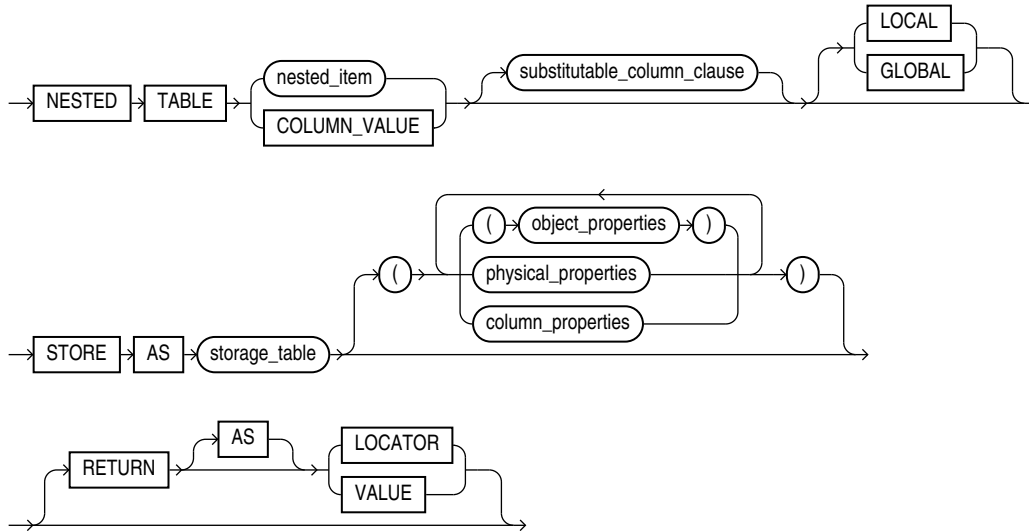 LOCAL
nested_item
substitutable_column_clause
GLOBAL
NESTED TABLE
COLUMN_VALUE
( object_properties )
( physical_properties )
column_properties
STORE AS storage_table
AS
LOCATOR
RETURN
VALUE